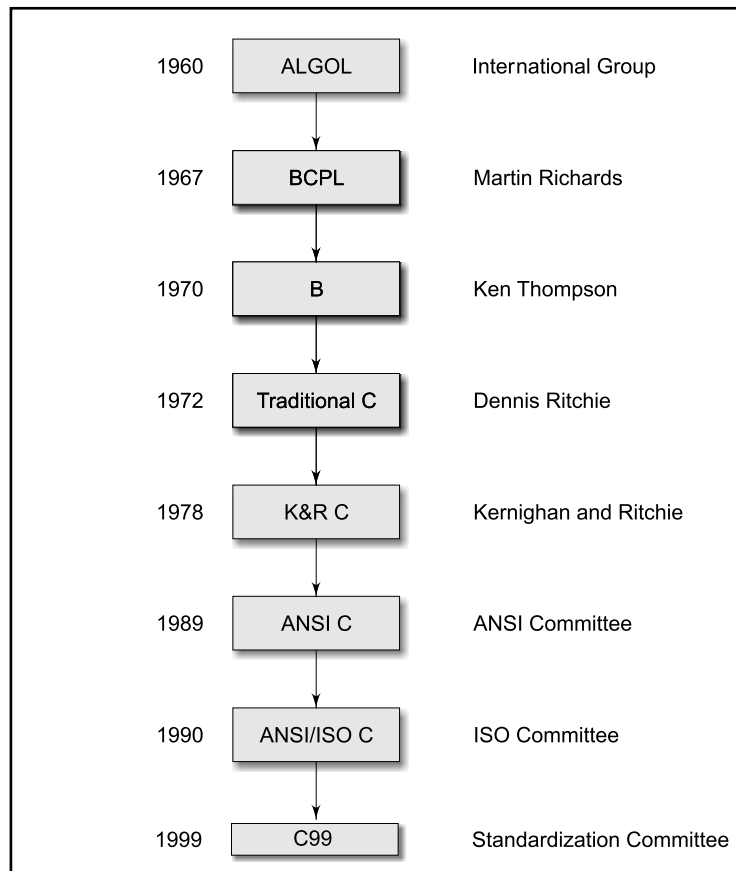 1960 ALGOL International Group
1967 BCPL Martin Richards
1970 B Ken Thompson
1972 Traditional C Dennis Ritchie
1978 K&R C Kernighan and Ritchie
1989 ANSI C ANSI Committee
1990 ANSI/ISO C ISO Committee
1999 C99 Standardization Committee